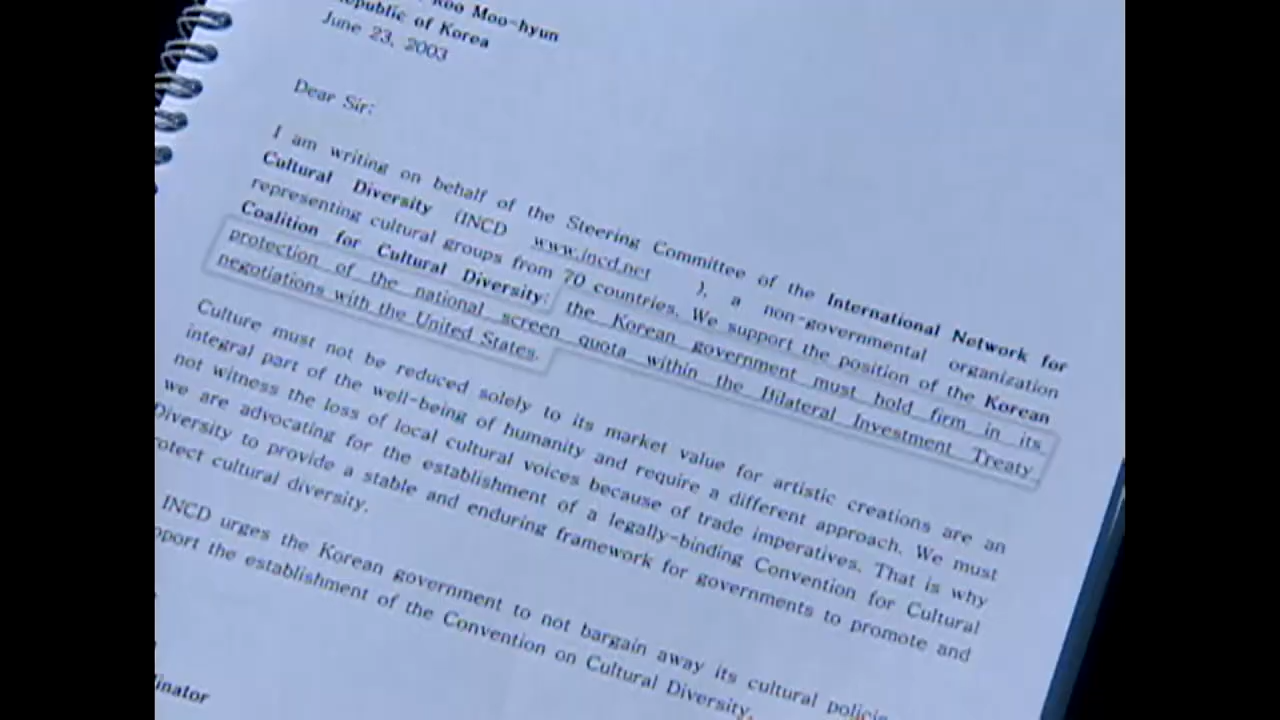 Roo Moo-hyun
Republic of Korea
June 23, 2003
Dear Sir:
I am writing on behalf of the Steering Committee of the International Network for
Cultural Diversity (INCD www.incd.net ), a non-governmental organization
representing cultural groups from 70 countries. We support the position of the Korean
Coalition for Cultural Diversity: the Korean government must hold firm in its
protection of the national screen quota within the Bilateral Investment Treaty
negotiations with the United States.
Culture must not be reduced solely to its market value for artistic creations are an
integral part of the well-being of humanity and require a different approach. We must
not witness the loss of local cultural voices because of trade imperatives. That is why
we are advocating for the establishment of a legally-binding Convention for Cultural
Diversity to provide a stable and enduring framework for governments to promote and
otect cultural diversity.
INCD urges the Korean government to not bargain away its cultural policie
pport the establishment of the Convention on Cultural Diversity.
dinator